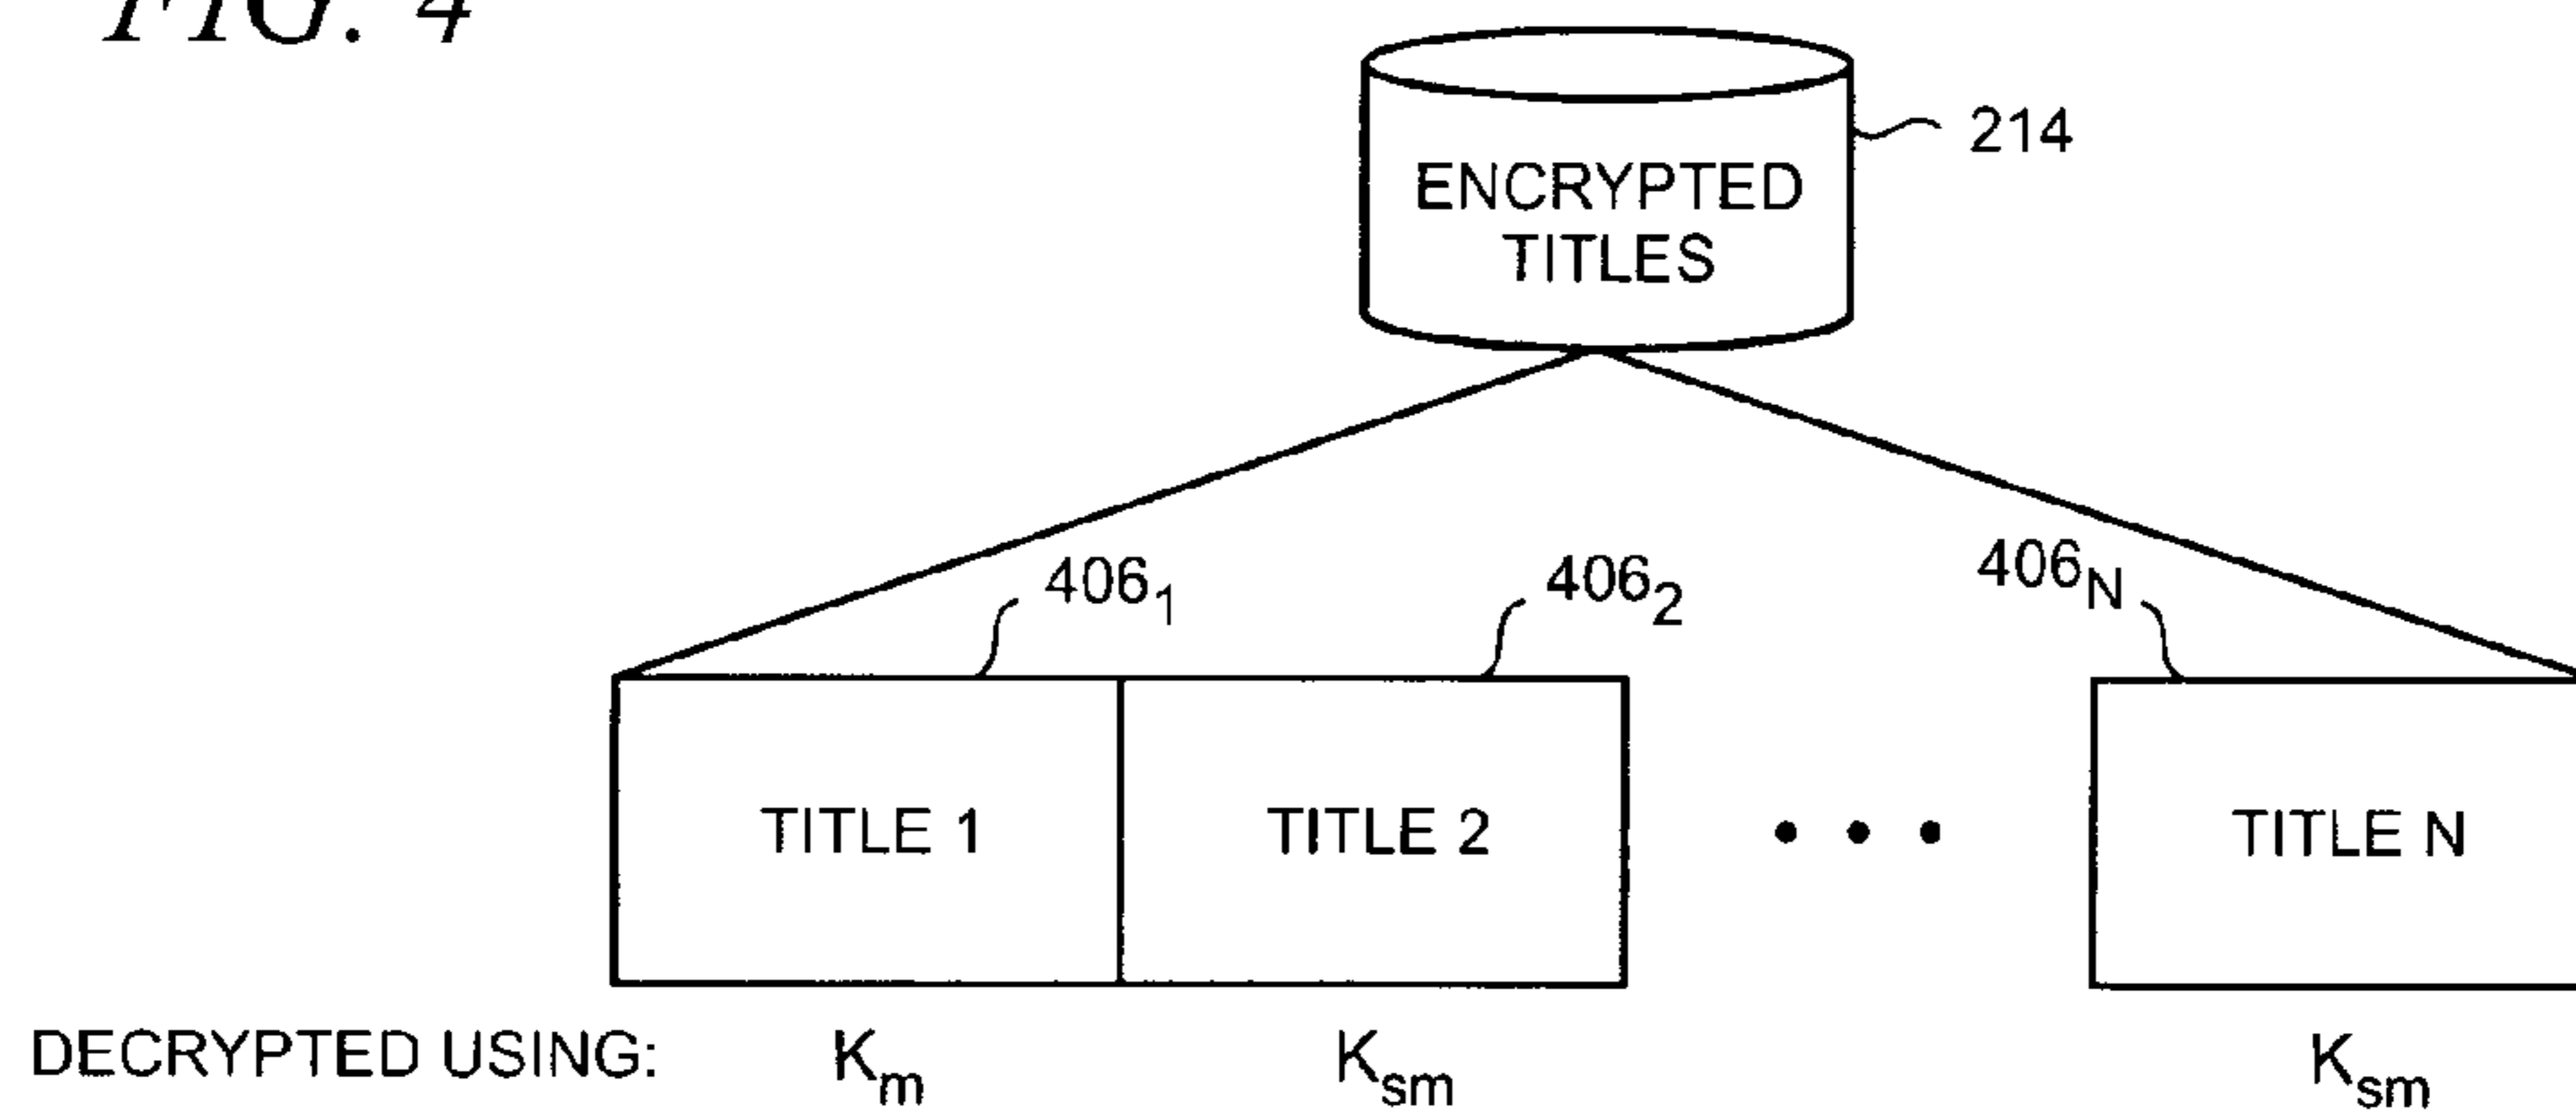 FIG. 4
214
ENCRYPTED
TITLES
406₁ 406₂ 406N
TITLE 1 TITLE 2 • • • TITLE N
DECRYPTED USING: Km Ksm Ksm